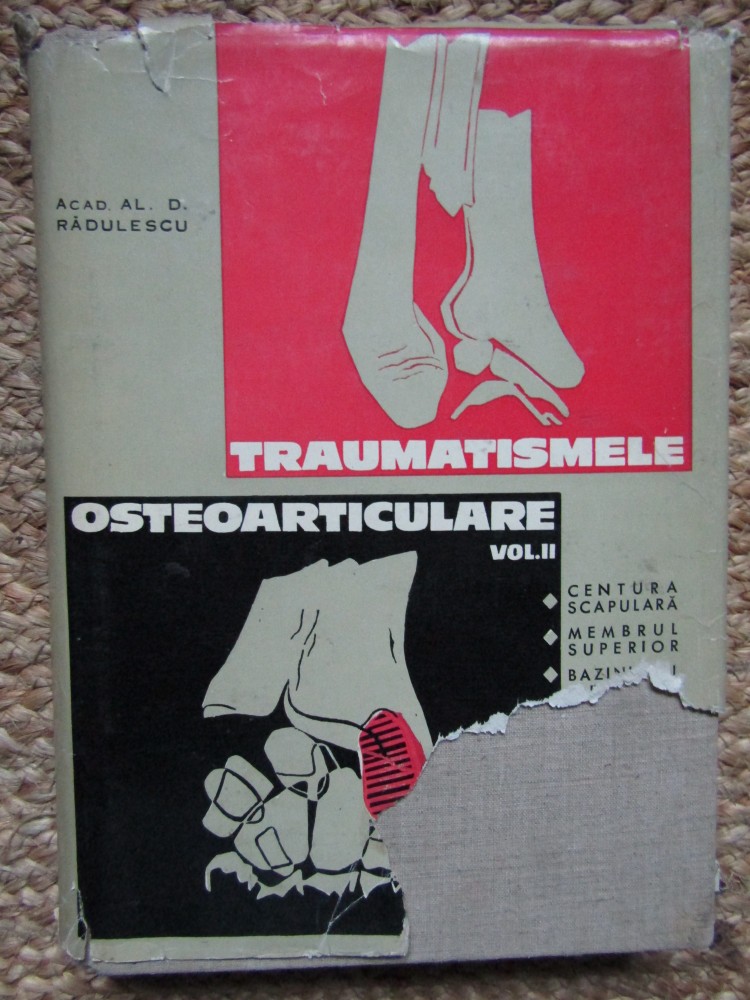 ACAD. AL. D.
RĂDULESCU
TRAUMATISMELE
OSTEOARTICULARE
VOL.II
CENTURA
SCAPULARĂ
MEMBRUL
SUPERIOR